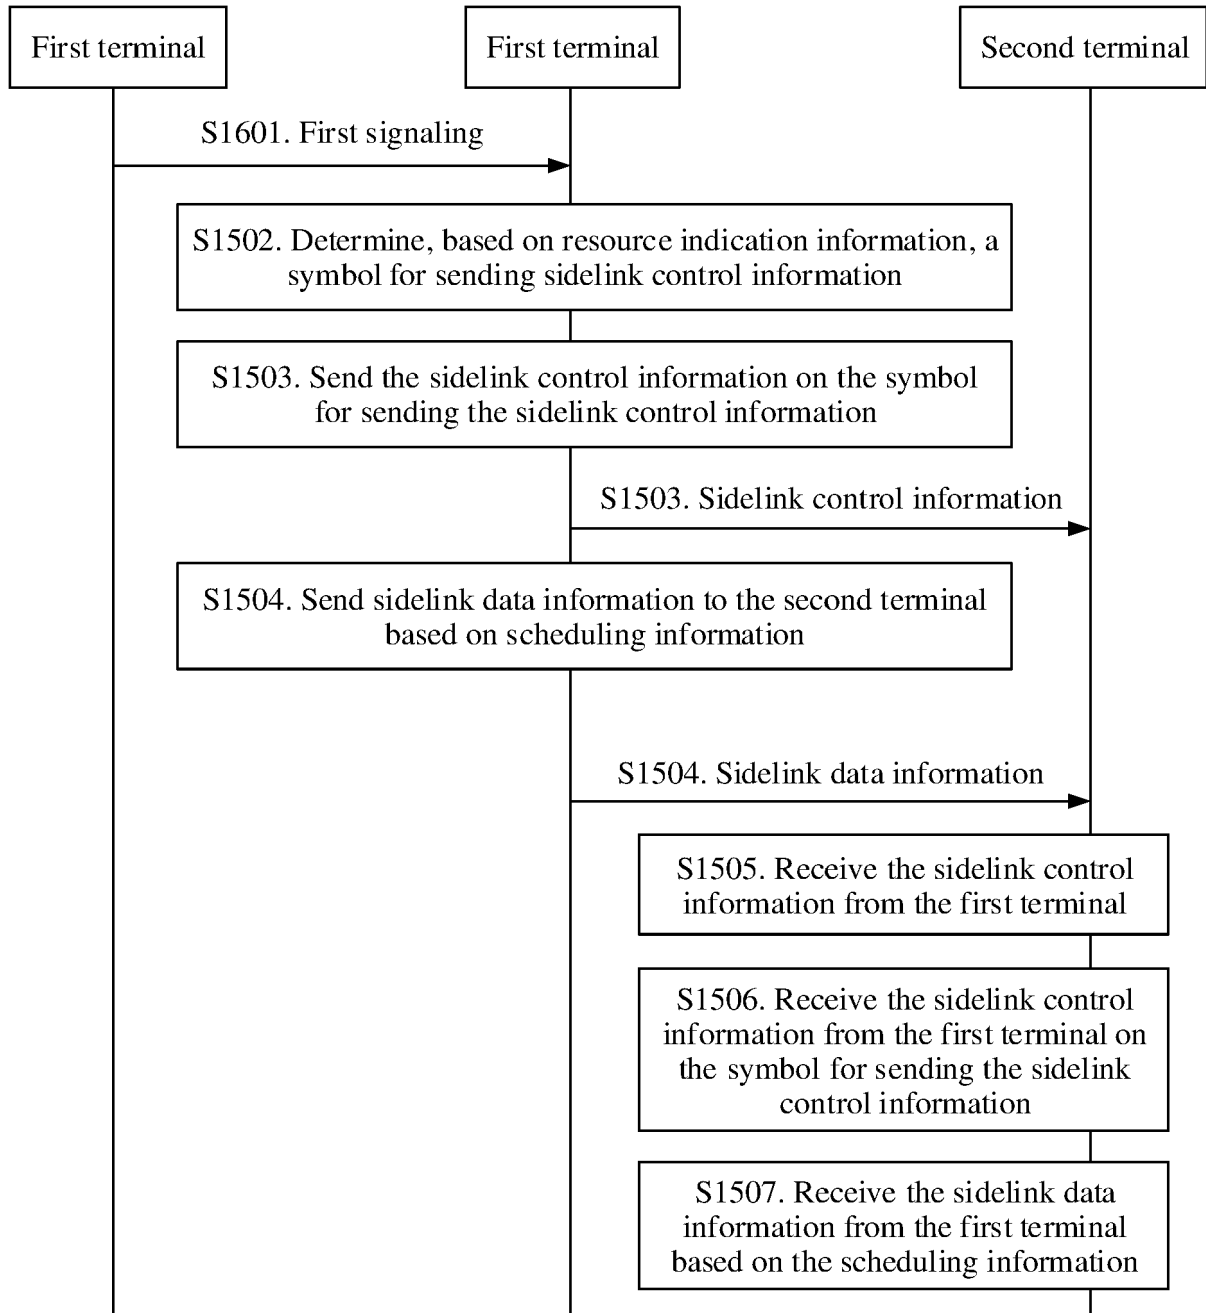 First terminal
First terminal
Second terminal
S1601. First signaling
S1502. Determine, based on resource indication information, a
symbol for sending sidelink control information
S1503. Send the sidelink control information on the symbol
for sending the sidelink control information
S1503. Sidelink control information
S1504. Send sidelink data information to the second terminal
based on scheduling information
S1504. Sidelink data information
S1505. Receive the sidelink control
information from the first terminal
S1506. Receive the sidelink control
information from the first terminal on
the symbol for sending the sidelink
control information
S1507. Receive the sidelink data
information from the first terminal
based on the scheduling information